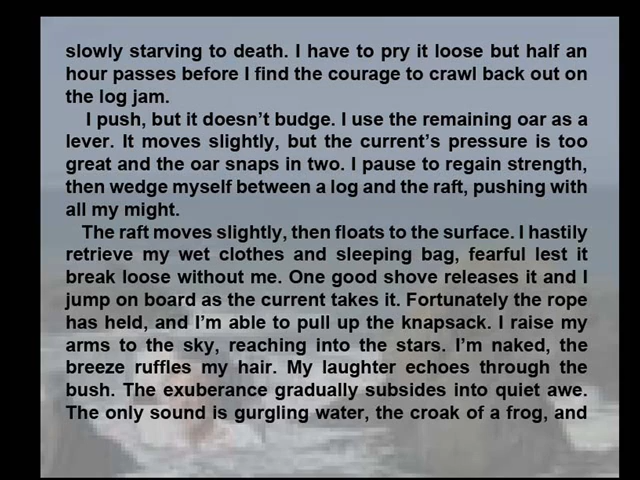 slowly starving to death. I have to pry it loose but half an
hour passes before I find the courage to crawl back out on
the log jam.
I push, but it doesn’t budge. I use the remaining oar as a
lever. It moves slightly, but the current’s pressure is too
great and the oar snaps in two. I pause to regain strength,
then wedge myself between a log and the raft, pushing with
all my might.
The raft moves slightly, then floats to the surface. I hastily
retrieve my wet clothes and sleeping bag, fearful lest it
break loose without me. One good shove releases it and I
jump on board as the current takes it. Fortunately the rope
has held, and I’m able to pull up the knapsack. I raise my
arms to the sky, reaching into the stars. I’m naked, the
breeze ruffles my hair. My laughter echoes through the
bush. The exuberance gradually subsides into quiet awe.
The only sound is gurgling water, the croak of a frog, and